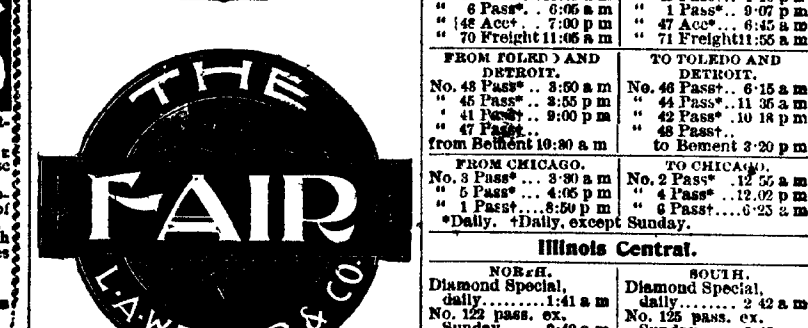 THE
FAIR
L.A.W & CO.
" 6 Pass*... 6:05 a m
" 48 Acc†... 7:00 p m
" 70 Freight 11:05 a m
" 1 Pass*.. 9:07 p m
" 47 Acc*... 6:45 a m
" 71 Freight 11:55 a m
FROM TOLEDO AND
DETROIT.
No. 43 Pass*.. 3:50 a m
" 45 Pass*.. 3:55 p m
" 41 Pass†.. 9:00 p m
" 47 Pass†..
from Bement 10:30 a m
TO TOLEDO AND
DETROIT.
No. 46 Pass†.. 6:15 a m
" 44 Pass*..11 35 a m
" 42 Pass*.10 18 p m
" 48 Pass†..
to Bement 3:20 p m
FROM CHICAGO.
No. 3 Pass*... 3:30 a m
" 5 Pass*... 4:05 p m
" 1 Pass†....8:50 p m
TO CHICAGO.
No. 2 Pass* .12 55 a m
" 4 Pass* .12.02 p m
" 6 Pass†....6:25 a m
*Daily. †Daily, except Sunday.
Illinois Central.
NORTH.
Diamond Special,
daily.........1:41 a m
No. 122 pass. ex.
SOUTH.
Diamond Special,
daily........ 2 42 a m
No. 125 pass. ex.